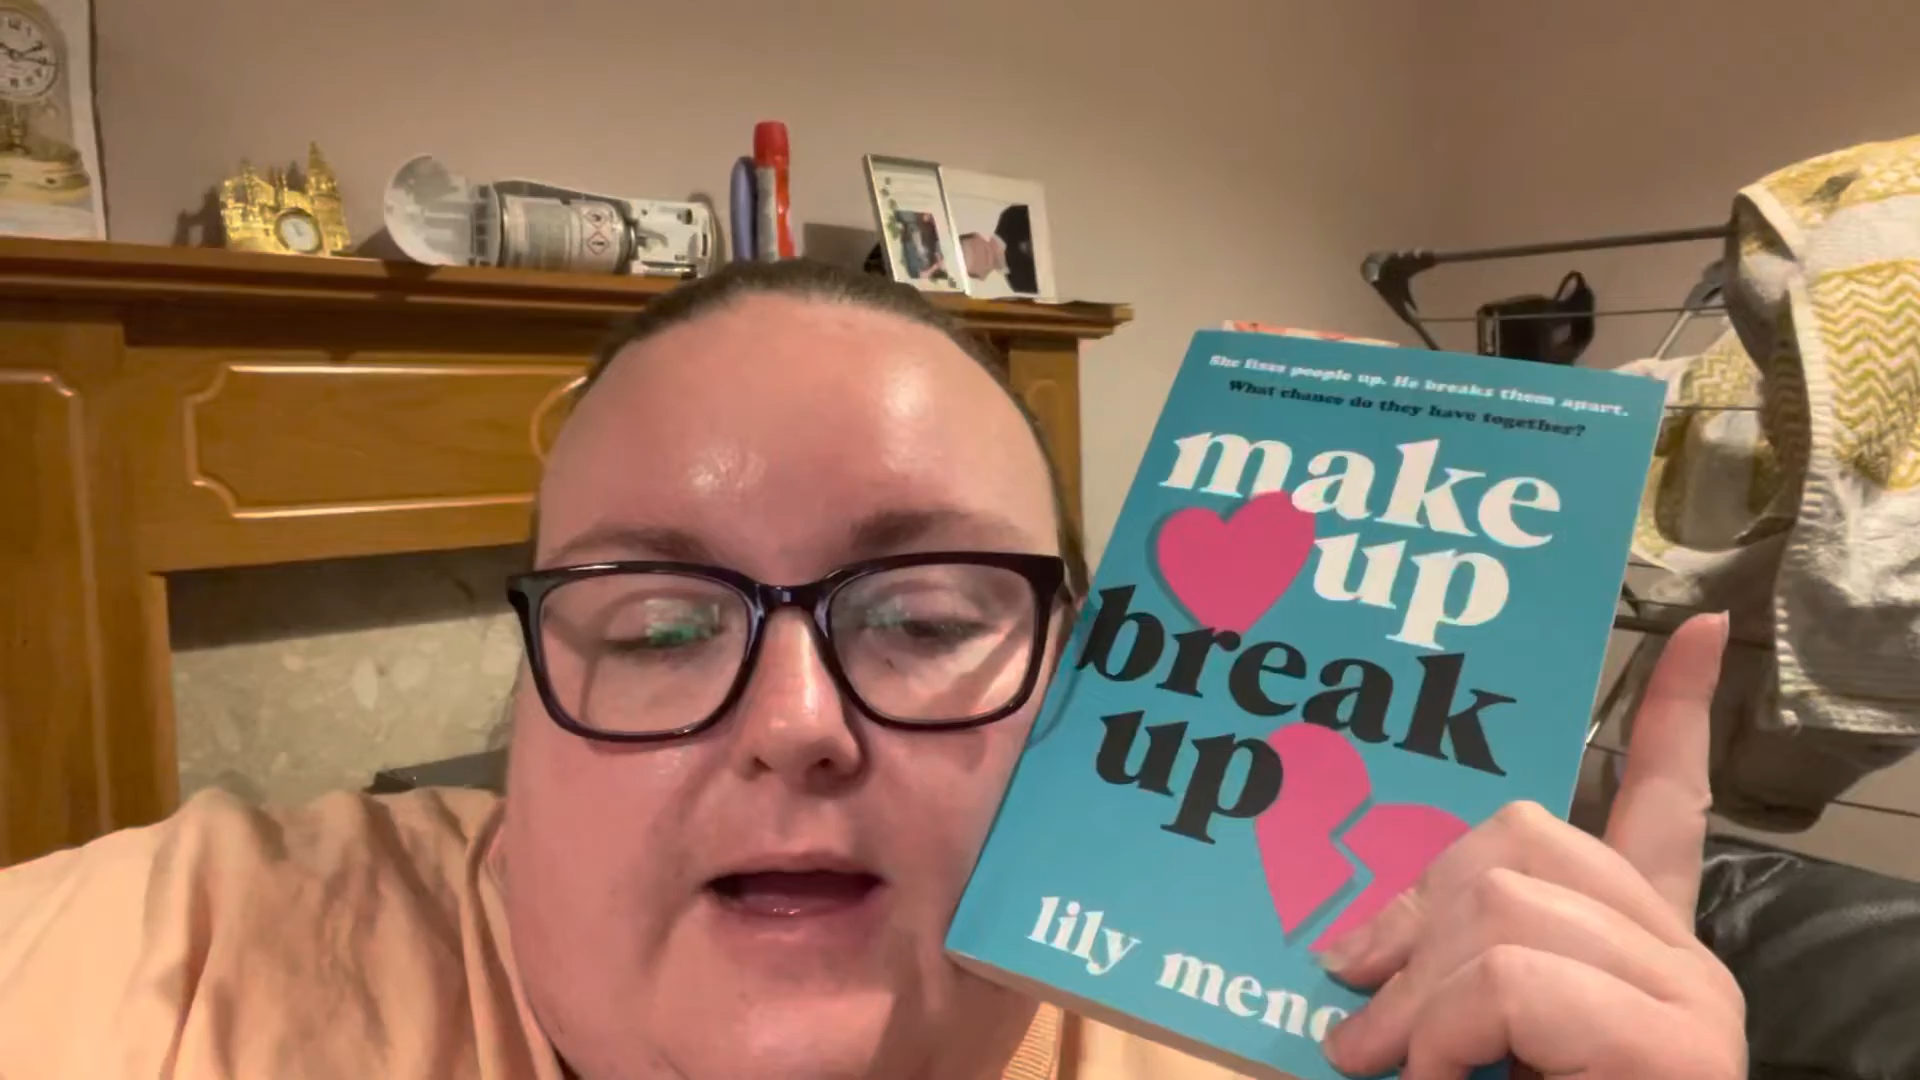 She fixes people up. He breaks them apart.
What chance do they have together?
make
up
break
up
lily menc